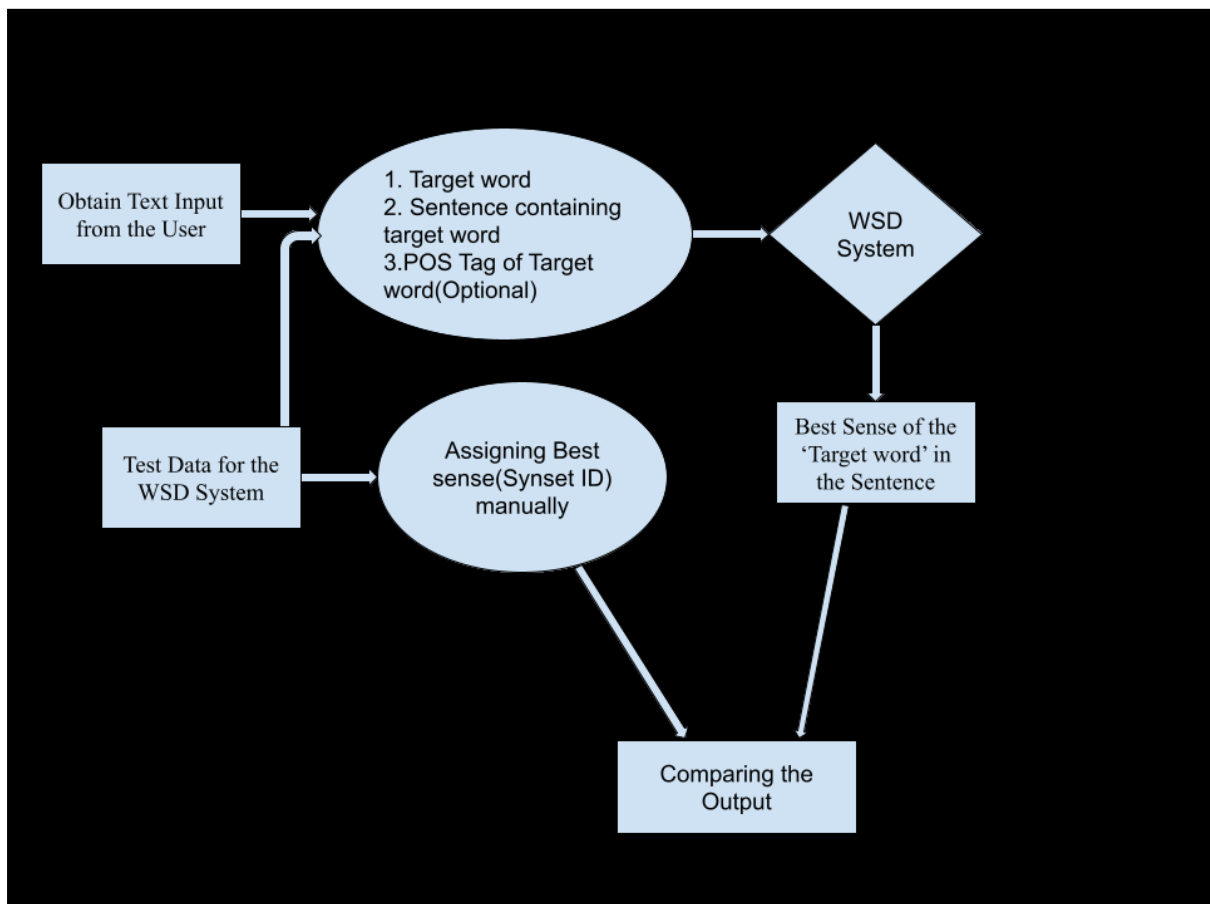 Obtain Text Input
from the User
1. Target word
2. Sentence containing
target word
3.POS Tag of Target
word(Optional)
WSD
System
Test Data for the
WSD System
Assigning Best
sense(Synset ID)
manually
Best Sense of the
‘Target word’ in
the Sentence
Comparing the
Output